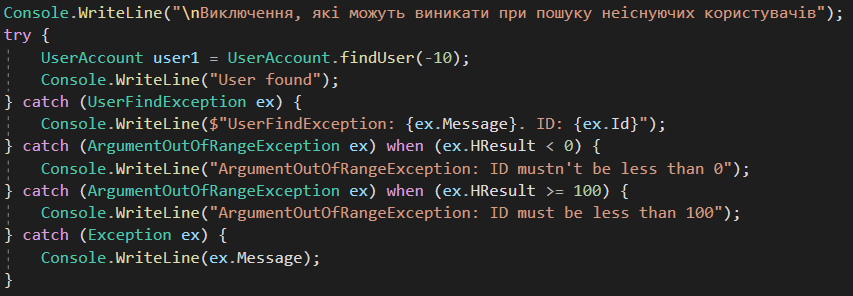 Console.WriteLine("\nВиключення, які можуть виникати при пошуку неіснуючих користувачів");
try {
    UserAccount user1 = UserAccount.findUser(-10);
    Console.WriteLine("User found");
} catch (UserFindException ex) {
    Console.WriteLine($"UserFindException: {ex.Message}. ID: {ex.Id}");
} catch (ArgumentOutOfRangeException ex) when (ex.HResult < 0) {
    Console.WriteLine("ArgumentOutOfRangeException: ID mustn't be less than 0");
} catch (ArgumentOutOfRangeException ex) when (ex.HResult >= 100) {
    Console.WriteLine("ArgumentOutOfRangeException: ID must be less than 100");
} catch (Exception ex) {
    Console.WriteLine(ex.Message);
}